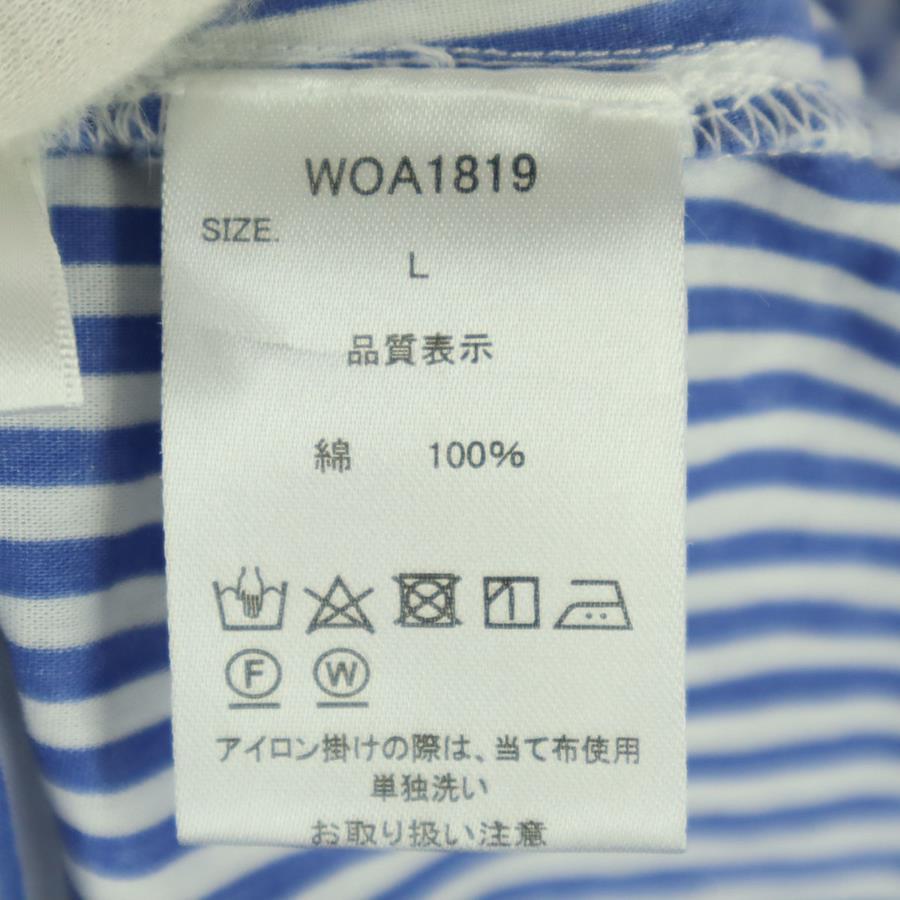 WOA1819
SIZE.
L
品質表示
綿 100%
F W
アイロン掛けの際は、当て布使用
単独洗い
お取り扱い注意